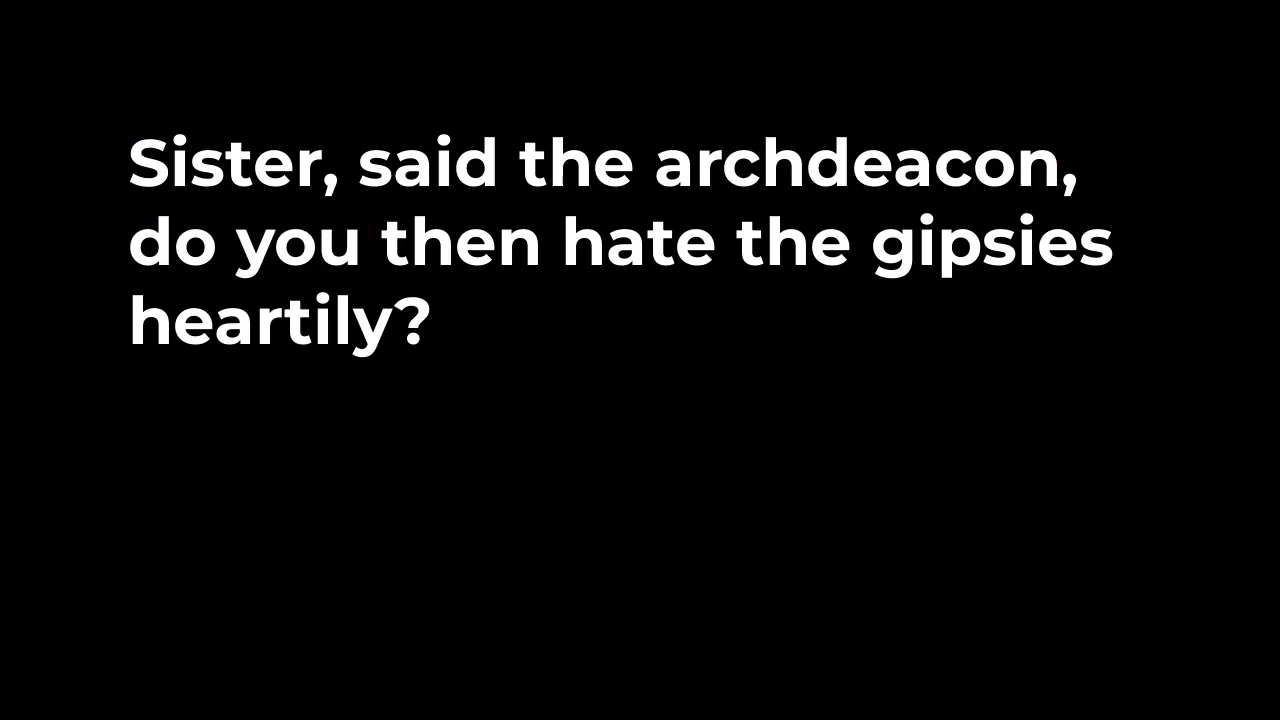 Sister, said the archdeacon,
do you then hate the gipsies
heartily?